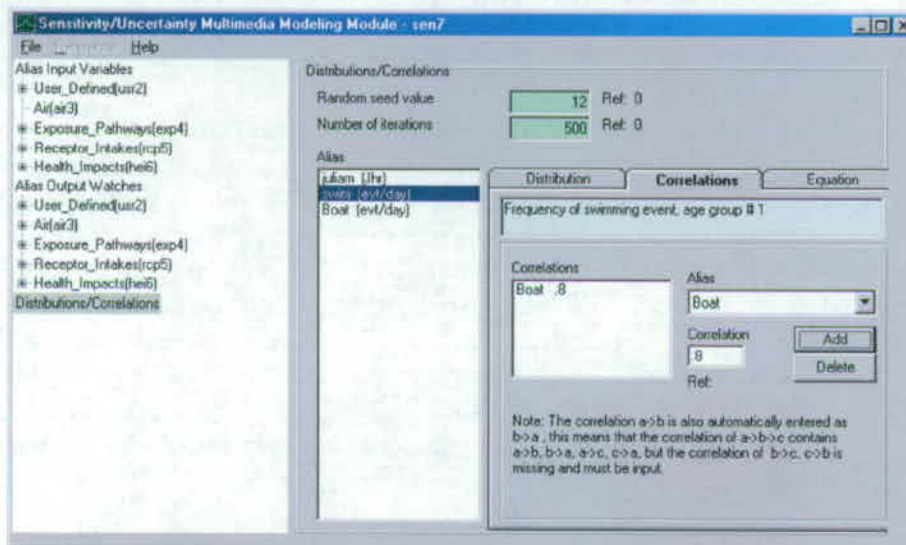 Sensitivity/Uncertainty Multimedia Modeling Module - sen7
File Help
Alias Input Variables
User_Defined(usr2)
Air(air3)
Exposure_Pathways(exp4)
Receptor_Intakes(rcp5)
Health_Impacts(hei6)
Alias Output Watches
User_Defined(usr2)
Air(air3)
Exposure_Pathways(exp4)
Receptor_Intakes(rcp5)
Health_Impacts(hei6)
Distributions/Correlations
Distributions/Correlations
Random seed value 12 Ref: 0
Number of iterations 500 Ref: 0
Alias
swim (evt/day)
Boat (evt/day)
Distribution Correlations Equation
Frequency of swimming event, age group # 1
Correlations
Boat .8
Alias
Boat
Correlation
.8
Ref:
Add
Delete
Note: The correlation a->b is also automatically entered as
b->a , this means that the correlation of a->b->c contains
a->b, b->a, a->c, c->a, but the correlation of b->c, c->b is
missing and must be input.